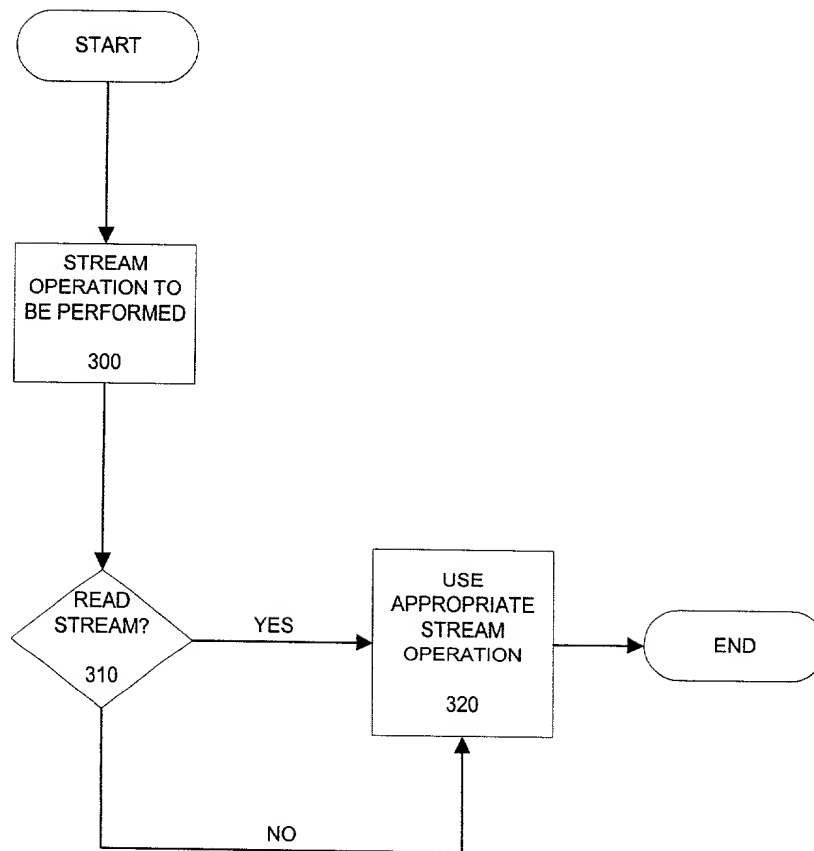 START
STREAM
OPERATION TO
BE PERFORMED
300
READ
STREAM?
310
YES
NO
USE
APPROPRIATE
STREAM
OPERATION
320
END